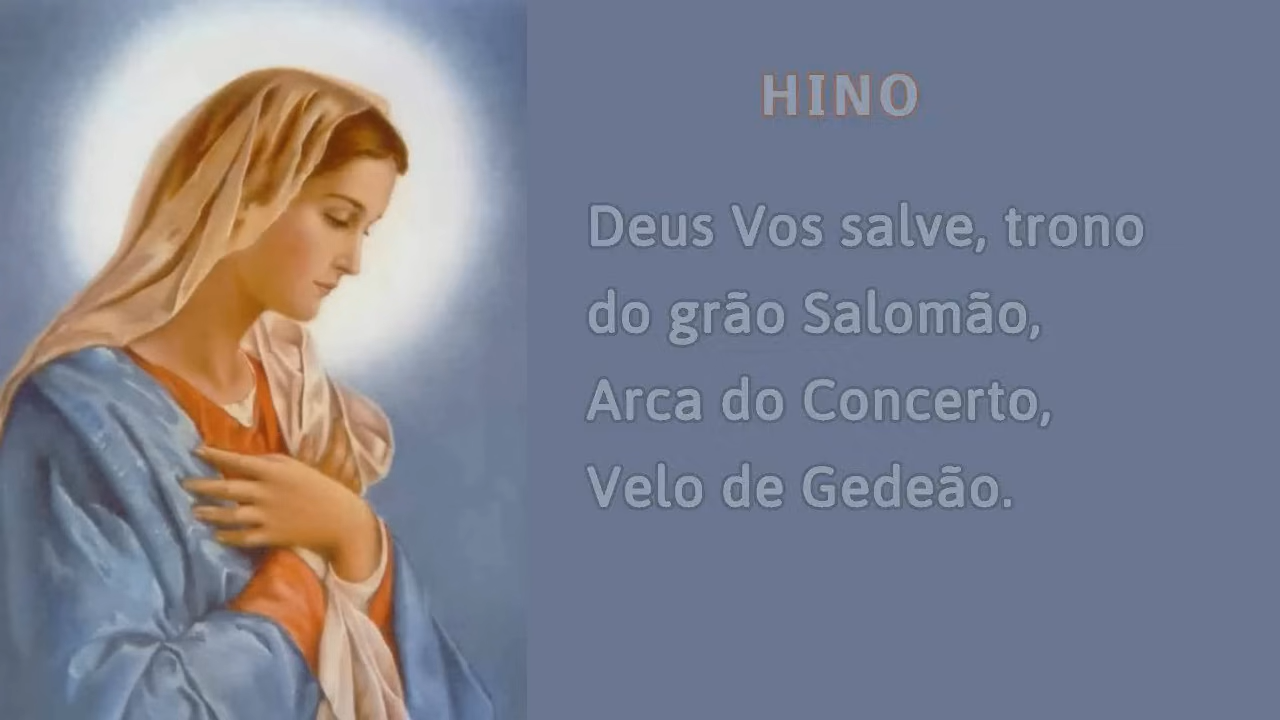 HINO
Deus Vos salve, trono
do grão Salomão,
Arca do Concerto,
Velo de Gedeão.